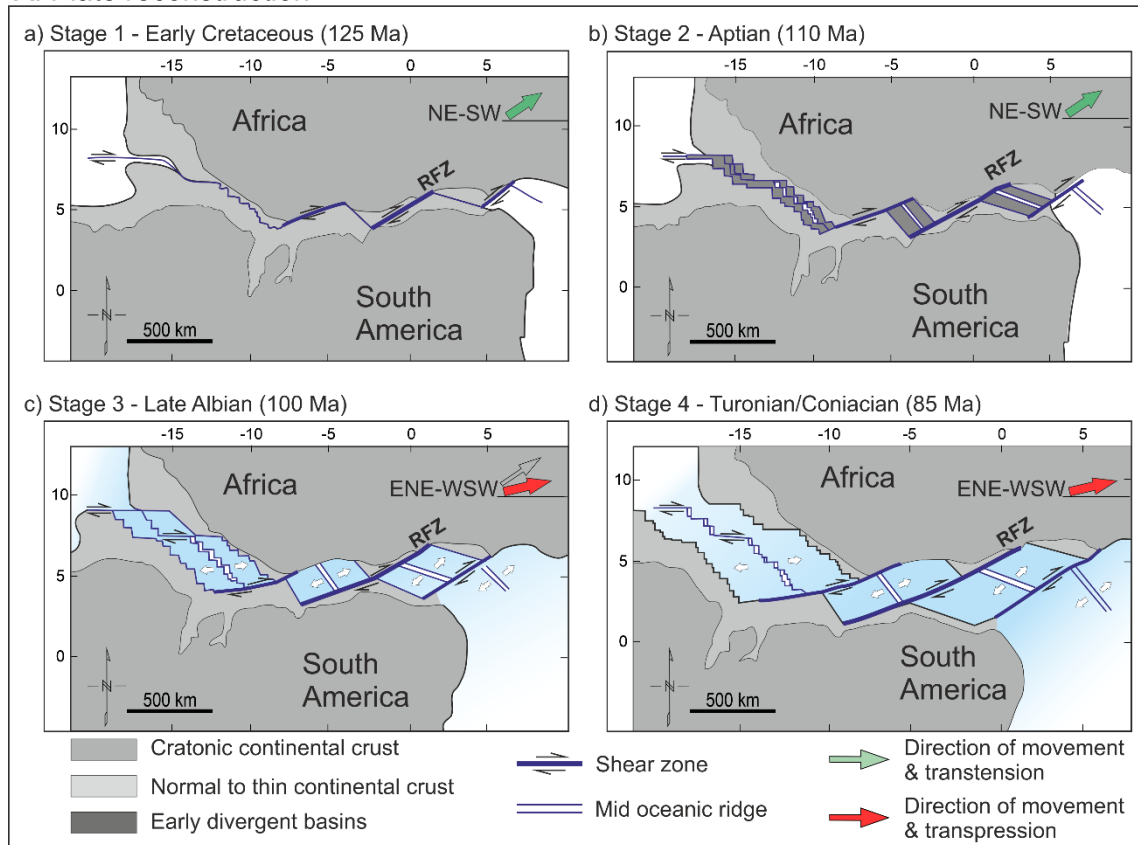 a) Stage 1 - Early Cretaceous (125 Ma)
-15 -10 -5 0 5
10
5
0
Africa
NE-SW
RFZ
South
America
N
500 km
b) Stage 2 - Aptian (110 Ma)
-15 -10 -5 0 5
10
5
0
Africa
NE-SW
RFZ
South
America
N
500 km
c) Stage 3 - Late Albian (100 Ma)
-15 -10 -5 0 5
10
5
0
Africa
ENE-WSW
RFZ
South
America
N
500 km
d) Stage 4 - Turonian/Coniacian (85 Ma)
-15 -10 -5 0 5
10
5
0
Africa
ENE-WSW
RFZ
South
America
N
500 km
Cratonic continental crust
Normal to thin continental crust
Early divergent basins
Shear zone
Mid oceanic ridge
Direction of movement
& transtension
Direction of movement
& transpression